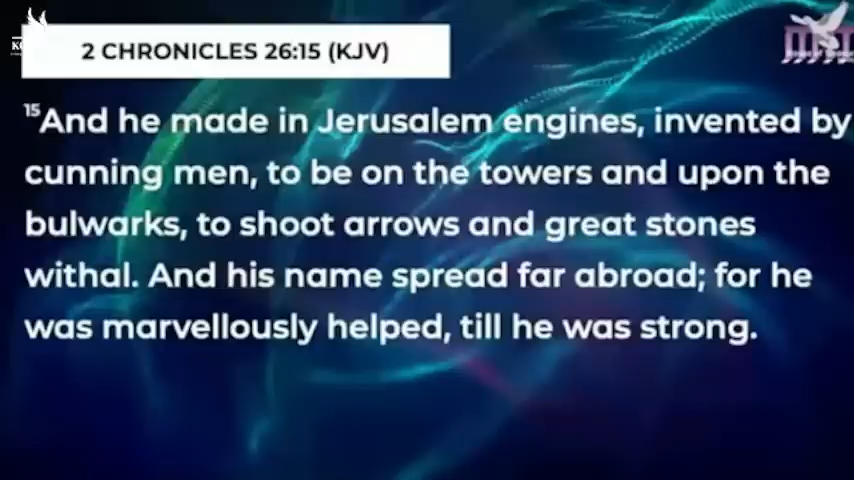 2 CHRONICLES 26:15 (KJV)
15And he made in Jerusalem engines, invented by
cunning men, to be on the towers and upon the
bulwarks, to shoot arrows and great stones
withal. And his name spread far abroad; for he
was marvellously helped, till he was strong.